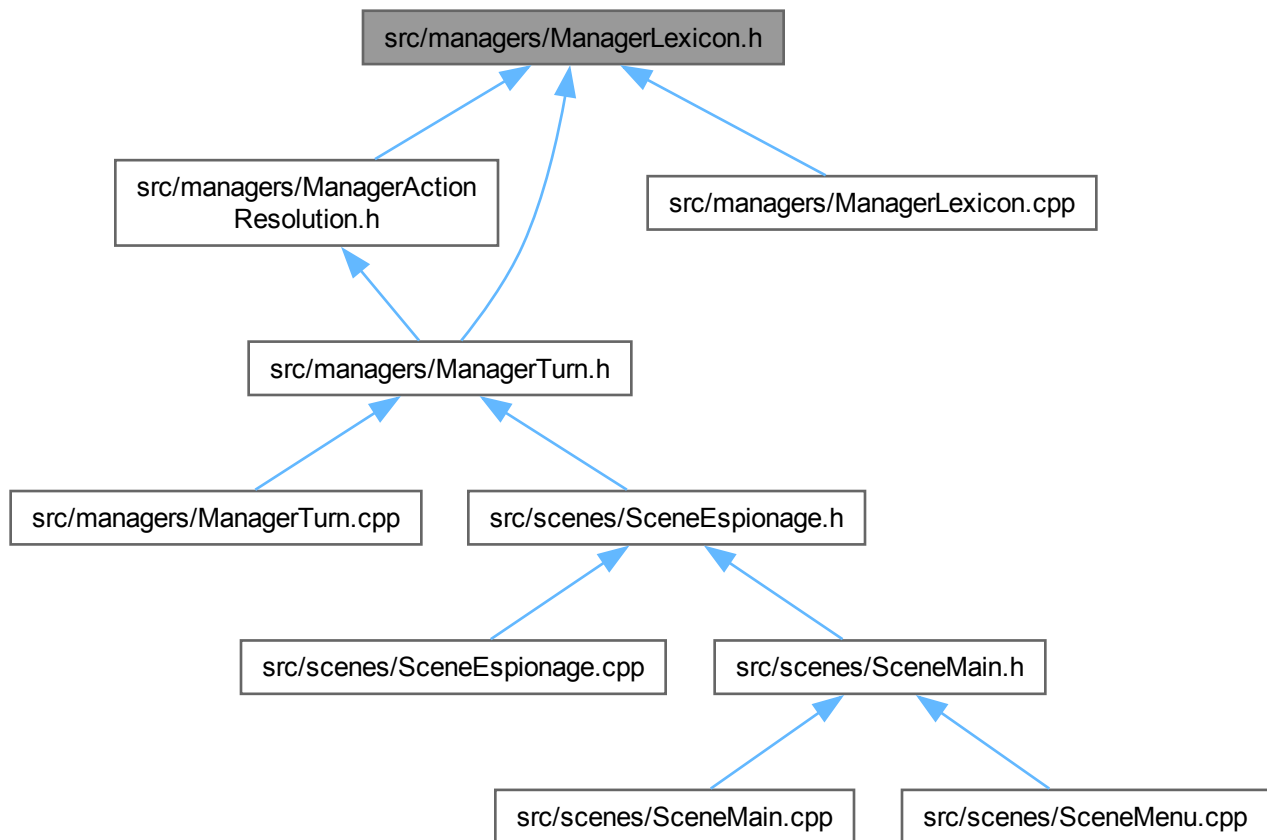 src/managers/ManagerLexicon.h
src/managers/ManagerAction
Resolution.h
src/managers/ManagerLexicon.cpp
src/managers/ManagerTurn.h
src/managers/ManagerTurn.cpp
src/scenes/SceneEspionage.h
src/scenes/SceneEspionage.cpp
src/scenes/SceneMain.h
src/scenes/SceneMain.cpp
src/scenes/SceneMenu.cpp